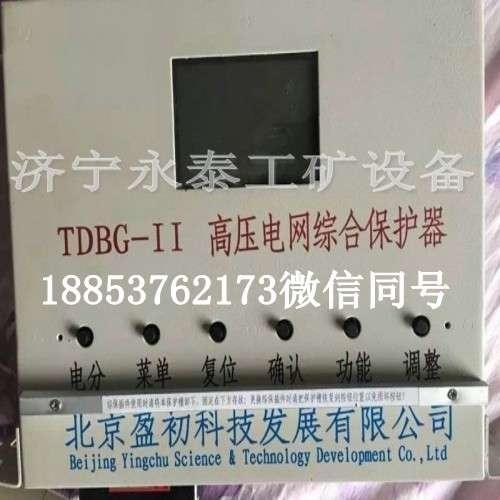 济宁永泰工矿设备
TDBG-II 高压电网综合保护器
18853762173微信同号
电分 菜单 复位 确认 功能 调整
北京盈初科技发展有限公司
Beijing Yingchu Science & Technology Development Co., Ltd.